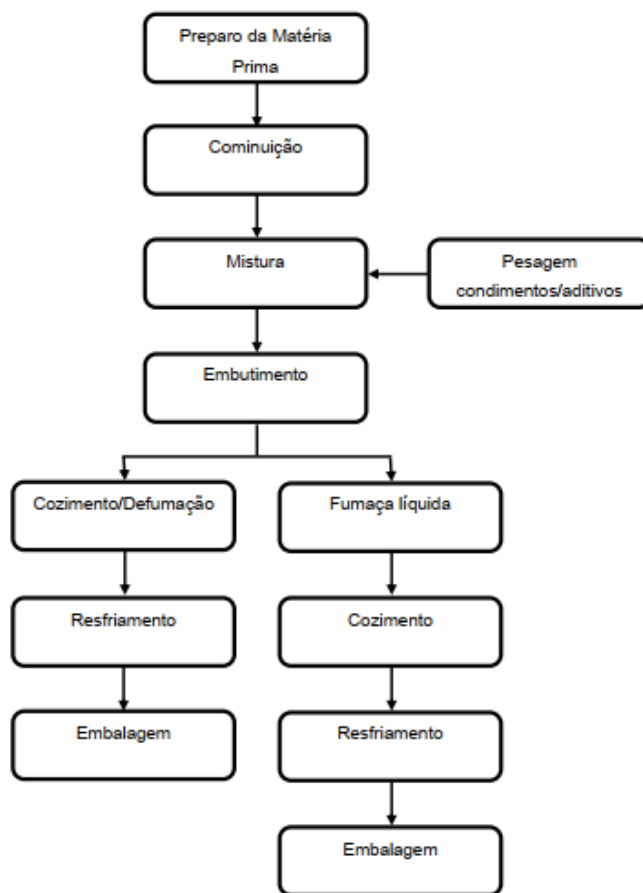 Preparo da Matéria
Prima
Cominuição
Mistura
Pesagem
condimentos/aditivos
Embutimento
Cozimento/Defumação
Fumaça líquida
Resfriamento
Cozimento
Embalagem
Resfriamento
Embalagem